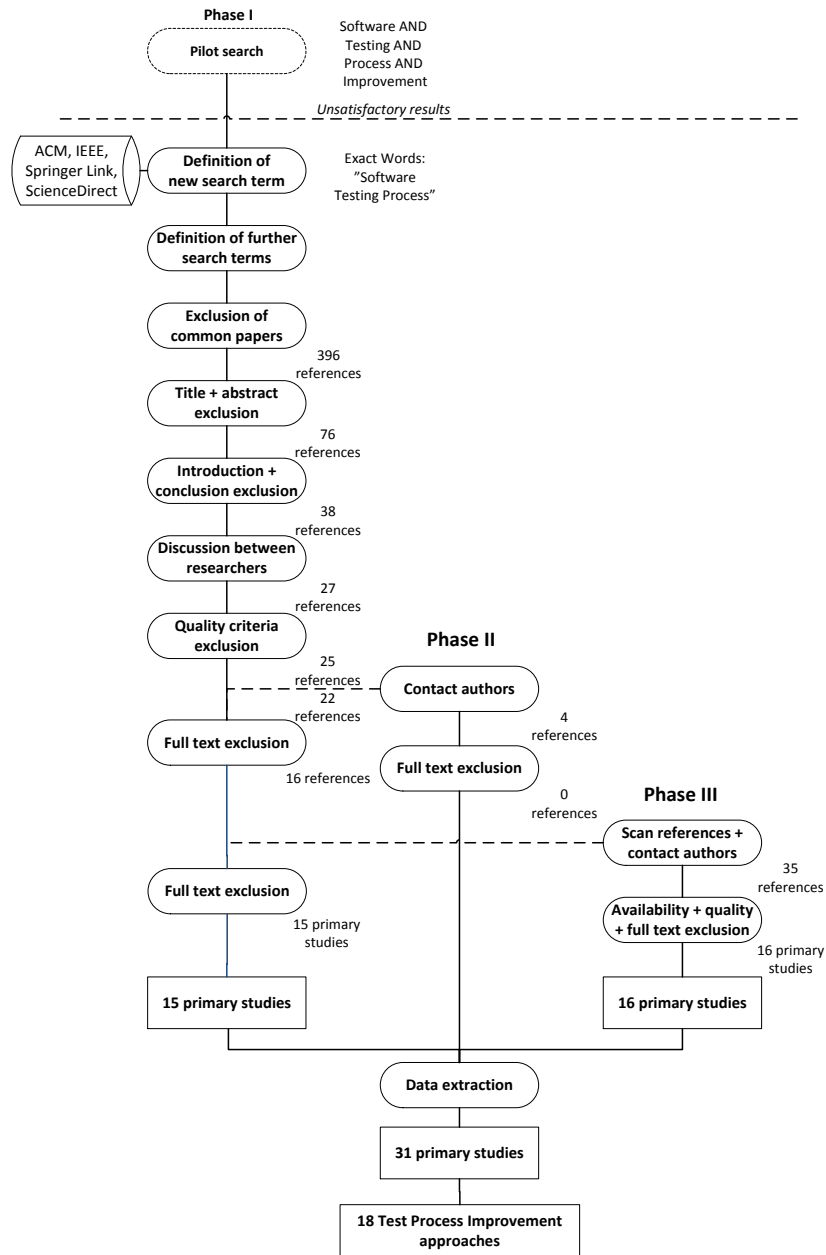 Phase I
Pilot search
Software AND
Testing AND
Process AND
Improvement
Unsatisfactory results
ACM, IEEE,
Springer Link,
ScienceDirect
Definition of
new search term
Exact Words:
”Software
Testing Process”
Definition of further
search terms
Exclusion of
common papers
396
references
Title + abstract
exclusion
76
references
Introduction +
conclusion exclusion
38
references
Discussion between
researchers
27
references
Quality criteria
exclusion
Phase II
25
references
22
references
Contact authors
4
references
Full text exclusion
16 references
Full text exclusion
0
references
Phase III
Scan references +
contact authors
35
references
Full text exclusion
15 primary
studies
Availability + quality
+ full text exclusion
16 primary
studies
15 primary studies
16 primary studies
Data extraction
31 primary studies
18 Test Process Improvement
approaches